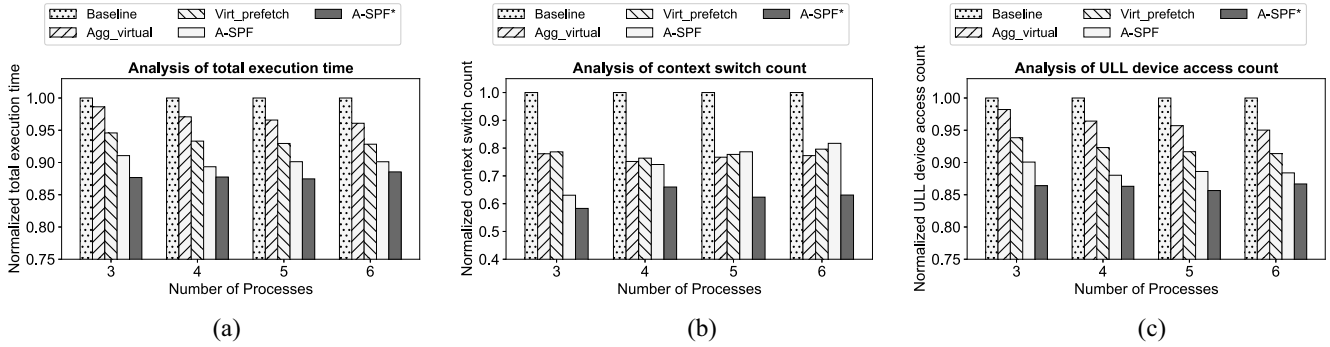 Baseline Virt_prefetch A-SPF*
Agg_virtual A-SPF
Analysis of total execution time
Normalized total execution time
1.00
0.95
0.90
0.85
0.80
0.75
3 4 5 6
Number of Processes
(a)
Baseline Virt_prefetch A-SPF*
Agg_virtual A-SPF
Analysis of context switch count
Normalized context switch count
1.0
0.9
0.8
0.7
0.6
0.5
0.4
3 4 5 6
Number of Processes
(b)
Baseline Virt_prefetch A-SPF*
Agg_virtual A-SPF
Analysis of ULL device access count
Normalized ULL device access count
1.00
0.95
0.90
0.85
0.80
0.75
3 4 5 6
Number of Processes
(c)